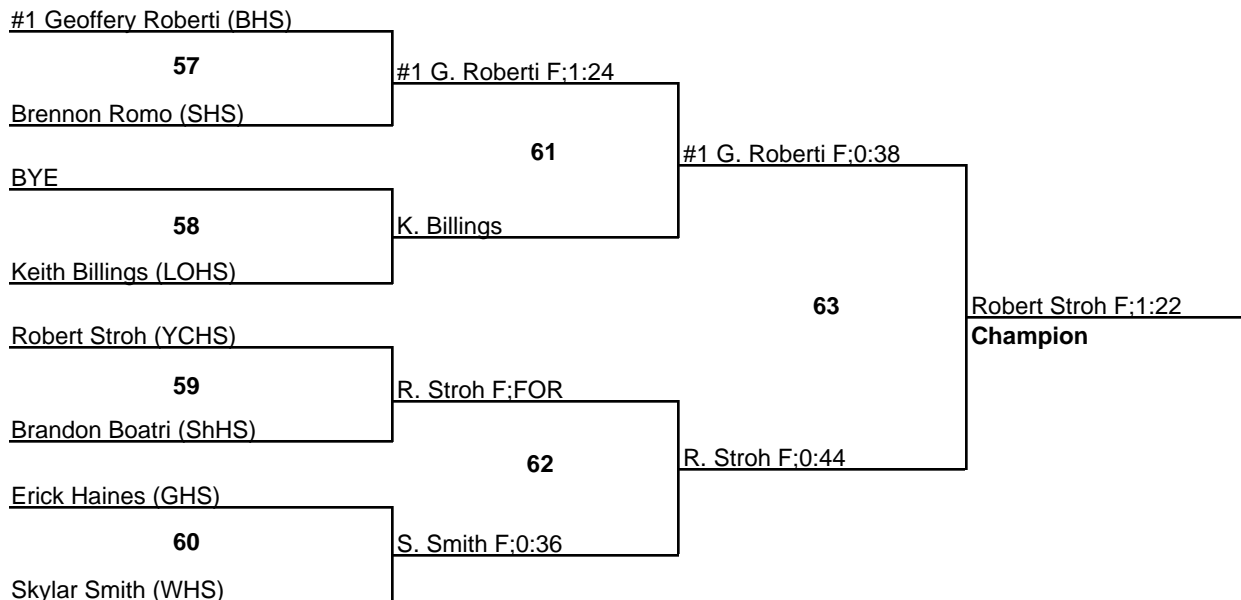 #1 Geoffery Roberti (BHS)
57
#1 G. Roberti F;1:24
Brennon Romo (SHS)
61
#1 G. Roberti F;0:38
BYE
58
K. Billings
Keith Billings (LOHS)
63
Robert Stroh F;1:22
Champion
Robert Stroh (YCHS)
59
R. Stroh F;FOR
Brandon Boatri (ShHS)
62
R. Stroh F;0:44
Erick Haines (GHS)
60
S. Smith F;0:36
Skylar Smith (WHS)